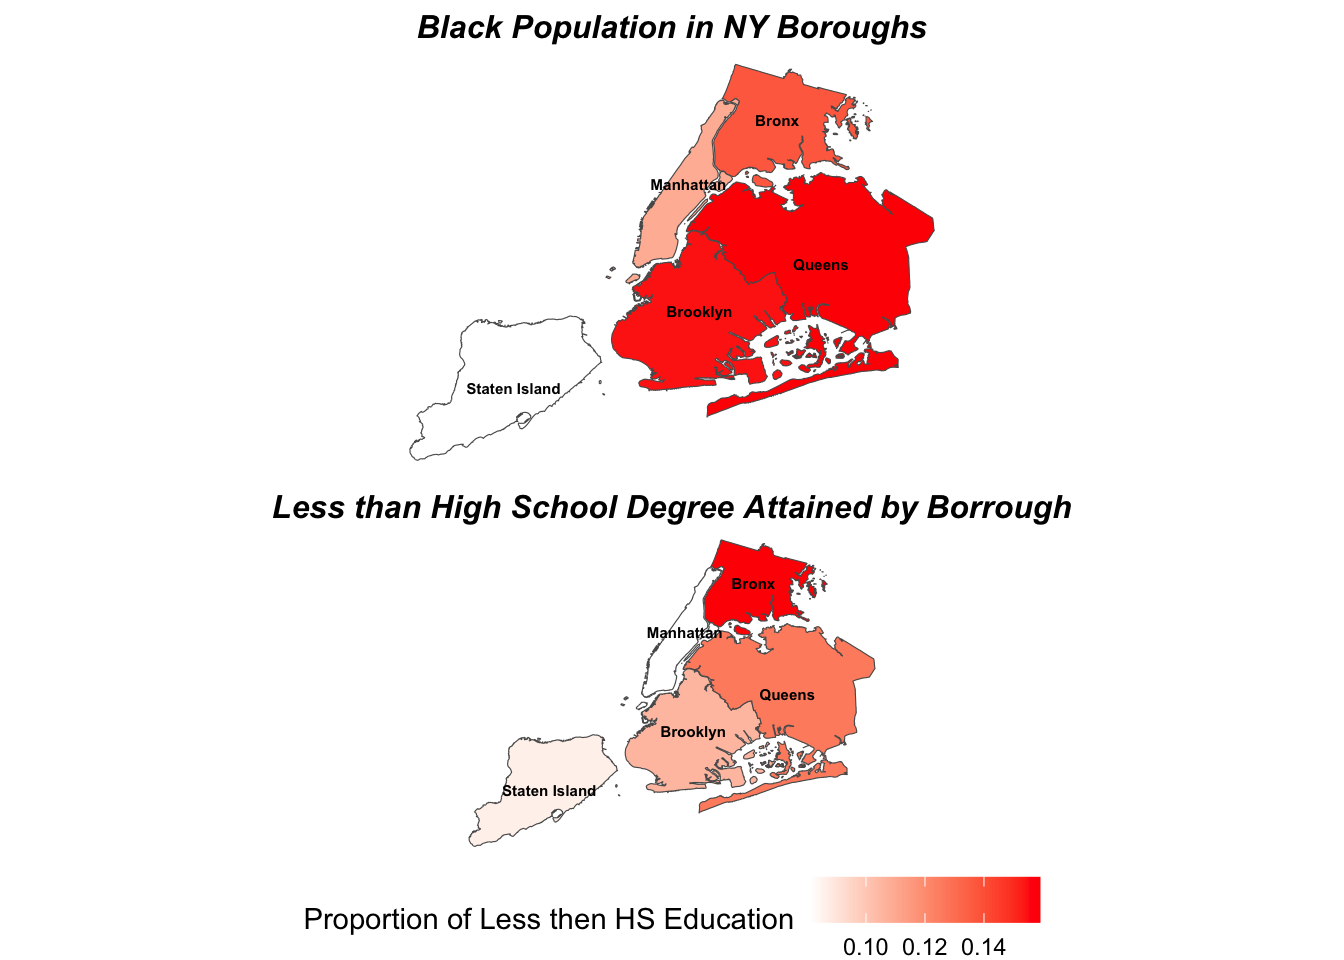 Black Population in NY Boroughs
Bronx
Manhattan
Queens
Brooklyn
Staten Island
Less than High School Degree Attained by Borrough
Bronx
Manhattan
Queens
Brooklyn
Staten Island
Proportion of Less then HS Education
0.10 0.12 0.14